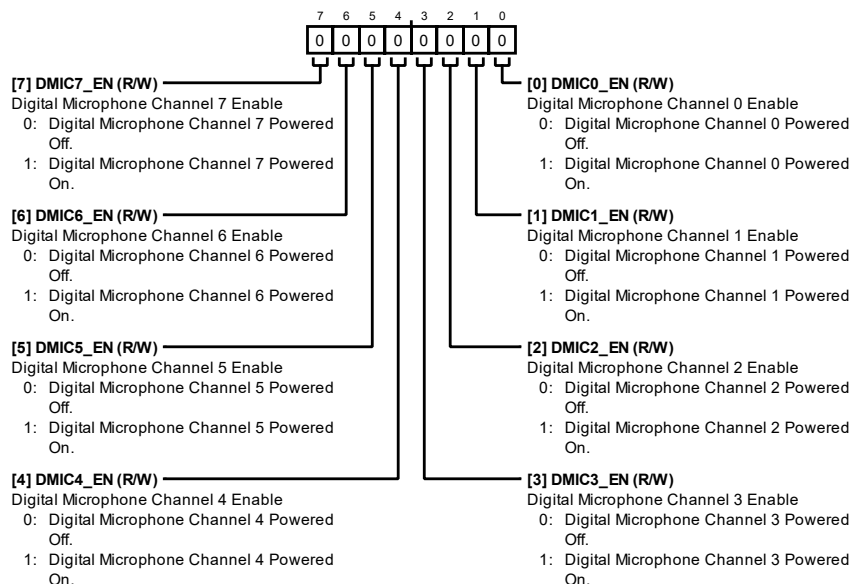 7 6 5 4 3 2 1 0
0 0 0 0 0 0 0 0
[7] DMIC7_EN (R/W)
Digital Microphone Channel 7 Enable
0: Digital Microphone Channel 7 Powered
Off.
1: Digital Microphone Channel 7 Powered
On.
[6] DMIC6_EN (R/W)
Digital Microphone Channel 6 Enable
0: Digital Microphone Channel 6 Powered
Off.
1: Digital Microphone Channel 6 Powered
On.
[5] DMIC5_EN (R/W)
Digital Microphone Channel 5 Enable
0: Digital Microphone Channel 5 Powered
Off.
1: Digital Microphone Channel 5 Powered
On.
[4] DMIC4_EN (R/W)
Digital Microphone Channel 4 Enable
0: Digital Microphone Channel 4 Powered
Off.
1: Digital Microphone Channel 4 Powered
On.
[0] DMIC0_EN (R/W)
Digital Microphone Channel 0 Enable
0: Digital Microphone Channel 0 Powered
Off.
1: Digital Microphone Channel 0 Powered
On.
[1] DMIC1_EN (R/W)
Digital Microphone Channel 1 Enable
0: Digital Microphone Channel 1 Powered
Off.
1: Digital Microphone Channel 1 Powered
On.
[2] DMIC2_EN (R/W)
Digital Microphone Channel 2 Enable
0: Digital Microphone Channel 2 Powered
Off.
1: Digital Microphone Channel 2 Powered
On.
[3] DMIC3_EN (R/W)
Digital Microphone Channel 3 Enable
0: Digital Microphone Channel 3 Powered
Off.
1: Digital Microphone Channel 3 Powered
On.